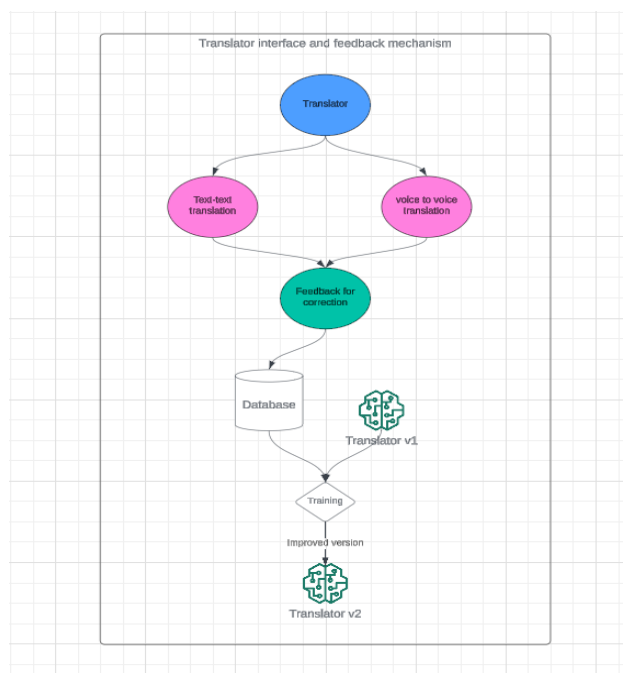 Translator interface and feedback mechanism
Translator
Text-text
translation
voice to voice
translation
Feedback for
correction
Database
Translator v1
Training
Improved version
Translator v2